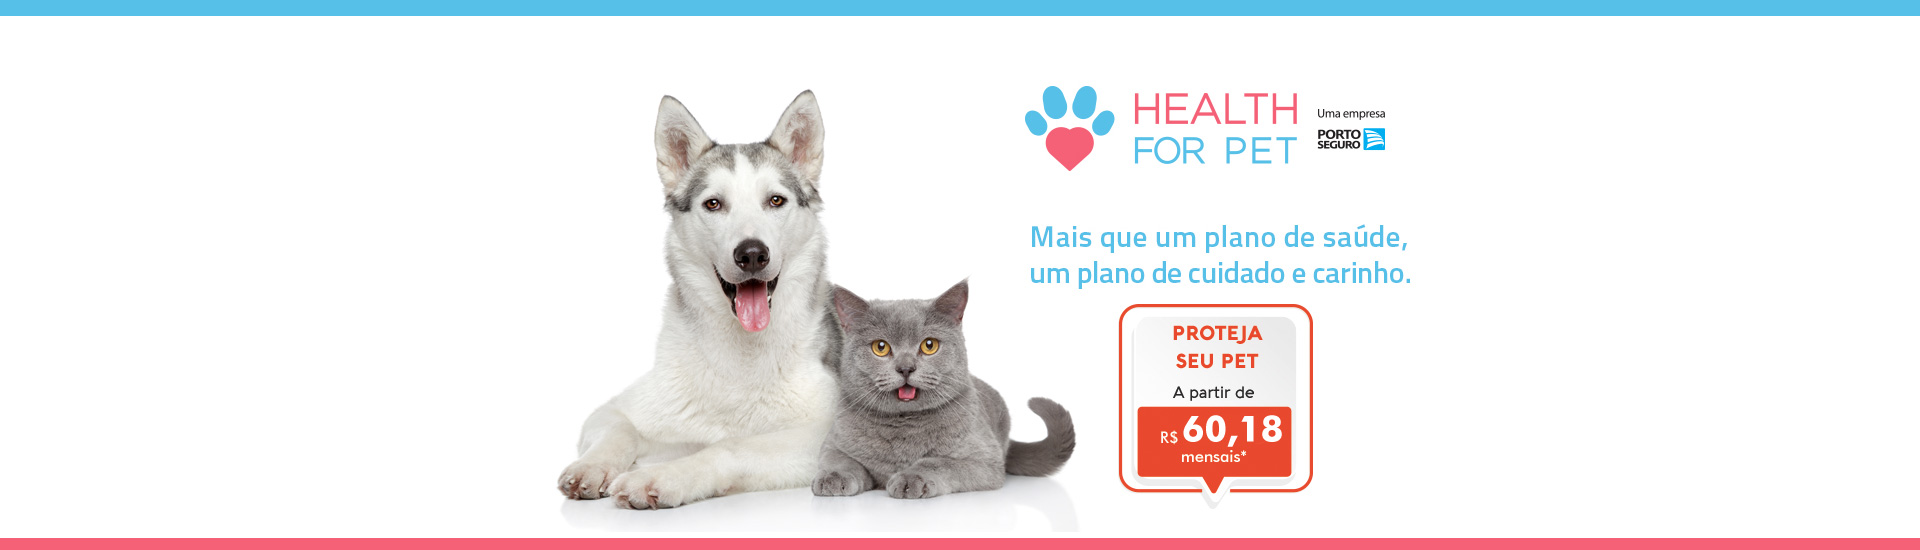 HEALTH
FOR PET
Uma empresa
PORTO
SEGURO
Mais que um plano de saúde,
um plano de cuidado e carinho.
PROTEJA
SEU PET
A partir de
R$ 60,18
mensais*